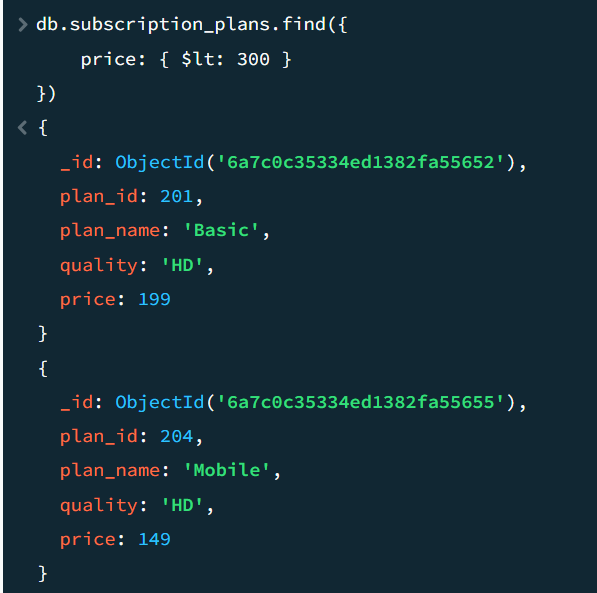 > db.subscription_plans.find({
    price: { $lt: 300 }
})
< {
  _id: ObjectId('6a7c0c35334ed1382fa55652'),
  plan_id: 201,
  plan_name: 'Basic',
  quality: 'HD',
  price: 199
}
{
  _id: ObjectId('6a7c0c35334ed1382fa55655'),
  plan_id: 204,
  plan_name: 'Mobile',
  quality: 'HD',
  price: 149
}